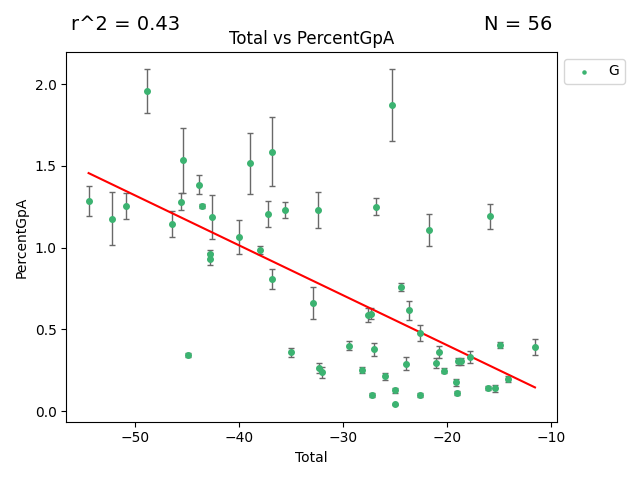 r^2 = 0.43
N = 56
Total vs PercentGpA
G
PercentGpA
2.0
1.5
1.0
0.5
0.0
−50
−40
−30
−20
−10
Total